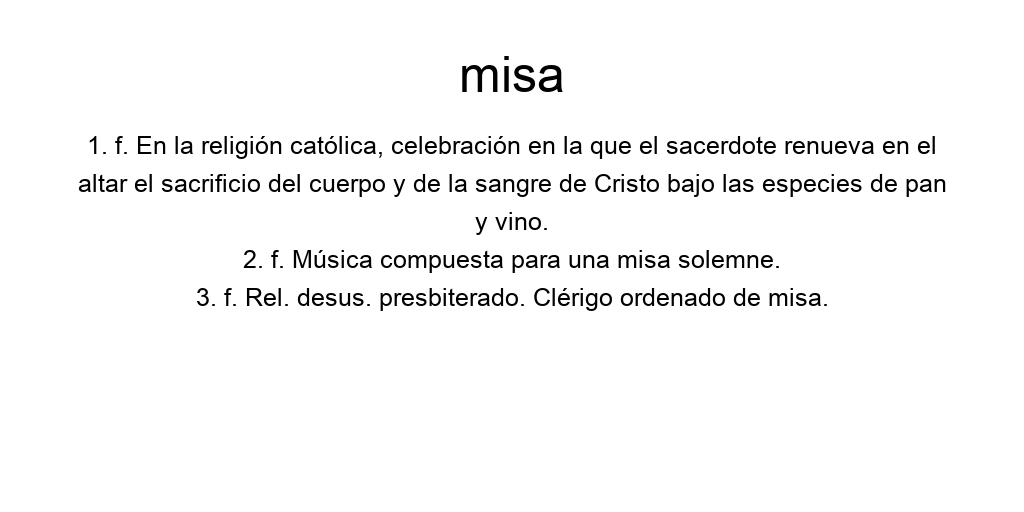 misa
1. f. En la religión católica, celebración en la que el sacerdote renueva en el
altar el sacrificio del cuerpo y de la sangre de Cristo bajo las especies de pan
y vino.
2. f. Música compuesta para una misa solemne.
3. f. Rel. desus. presbiterado. Clérigo ordenado de misa.